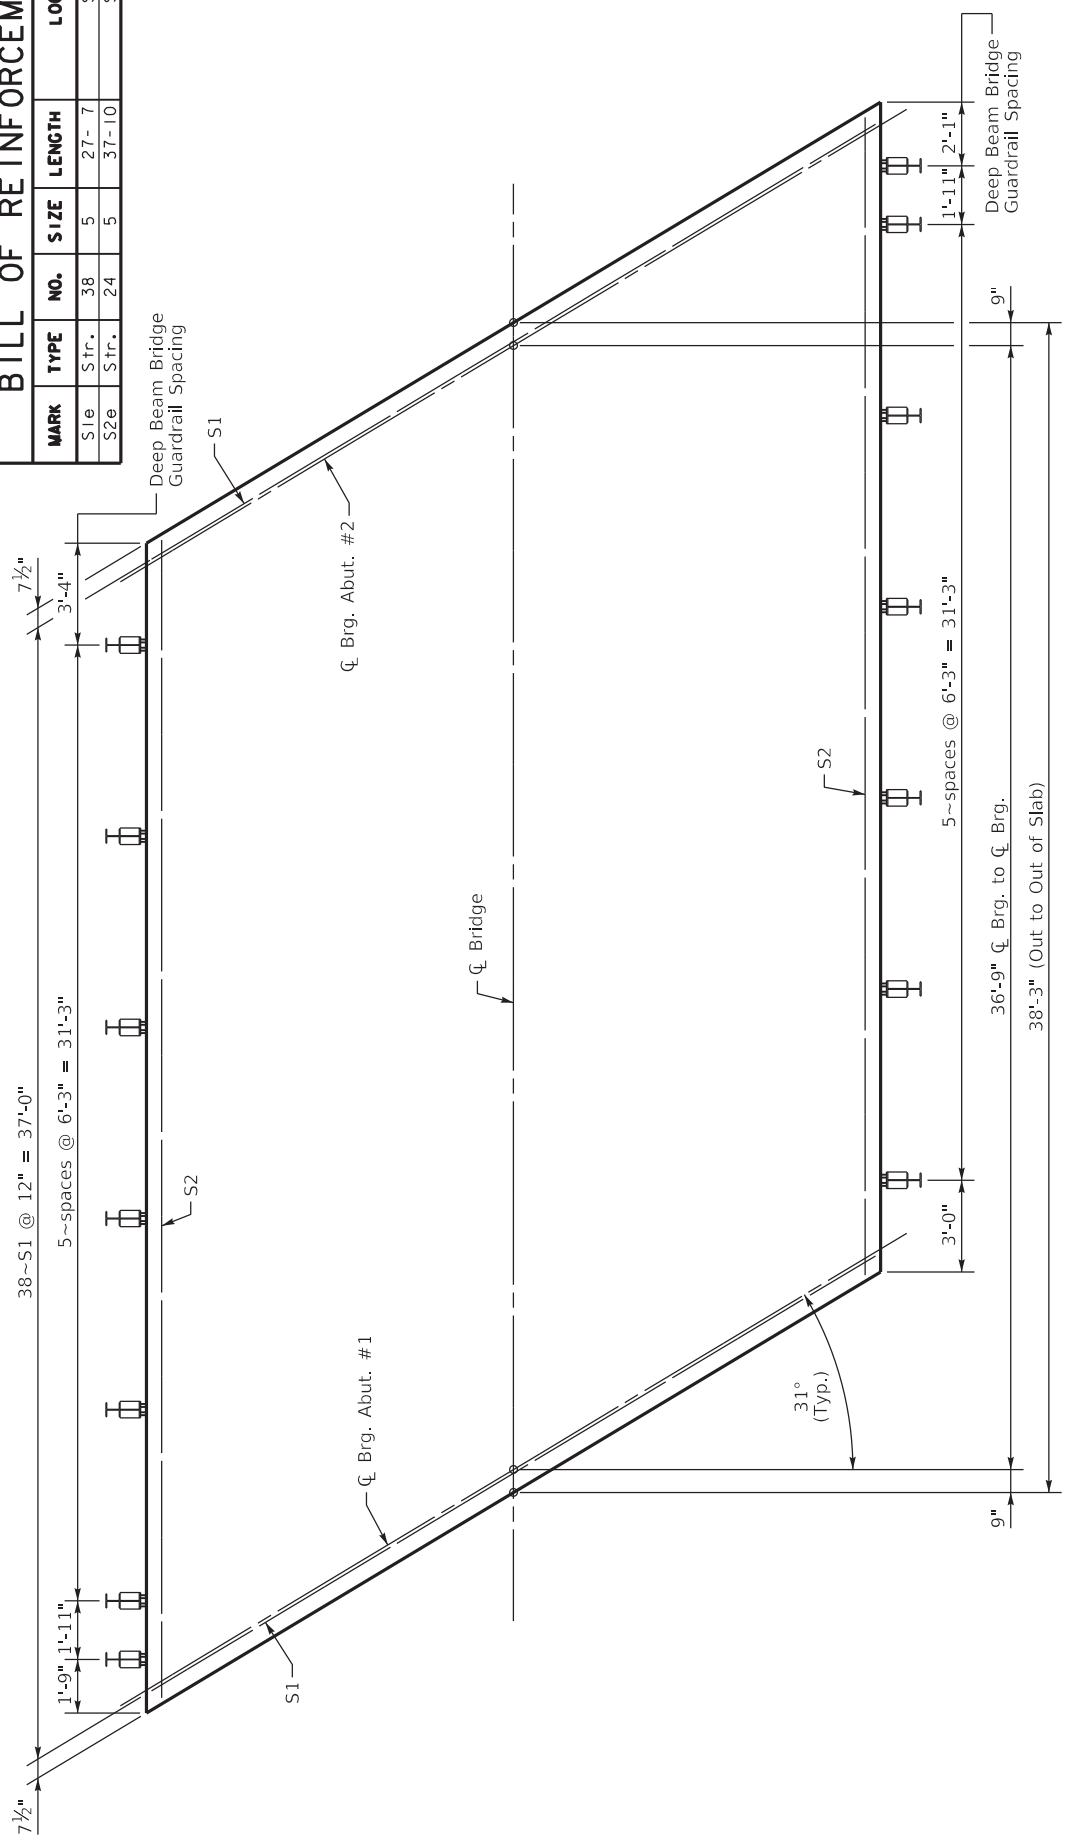 BILL OF REINFORCEM
MARK TYPE NO. SIZE LENGTH
S1e Str. 38 5 27- 7
S2e Str. 24 5 37-10
7½"
38~S1 @ 12" = 37'-0"
7½"
1'-9" 1'-11"
5~spaces @ 6'-3" = 31'-3"
3'-4"
Deep Beam Bridge
Guardrail Spacing
S1
S2
S1
℄ Brg. Abut. #1
℄ Brg. Abut. #2
℄ Bridge
S2
31°
(Typ.)
3'-0"
5~spaces @ 6'-3" = 31'-3"
1'-11" 2'-1"
Deep Beam Bridge
Guardrail Spacing
9"
36'-9" ℄ Brg. to ℄ Brg.
9"
38'-3" (Out to Out of Slab)